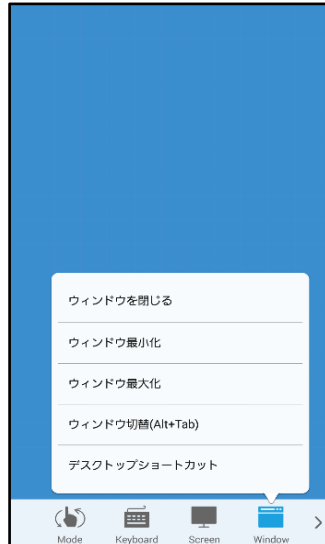 ウィンドウを閉じる
ウィンドウ最小化
ウィンドウ最大化
ウィンドウ切替(Alt+Tab)
デスクトップショートカット
Mode
Keyboard
Screen
Window